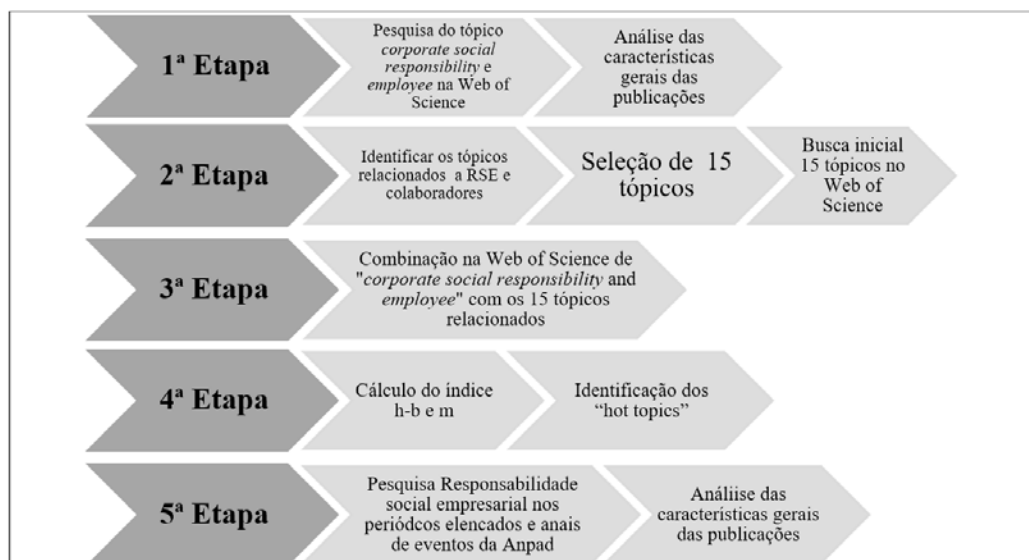 1ª Etapa
Pesquisa do tópico
corporate social
responsibility e
employee na Web of
Science
Análise das
características
gerais das
publicações
2ª Etapa
Identificar os tópicos
relacionados a RSE e
colaboradores
Seleção de 15
tópicos
Busca inicial
15 tópicos no
Web of
Science
3ª Etapa
Combinação na Web of Science de
"corporate social responsibility and
employee" com os 15 tópicos
relacionados
4ª Etapa
Cálculo do índice
h-b e m
Identificação dos
“hot topics”
5ª Etapa
Pesquisa Responsabilidade
social empresarial nos
periódcos elencados e anais
de eventos da Anpad
Análiise das
características gerais
das publicações